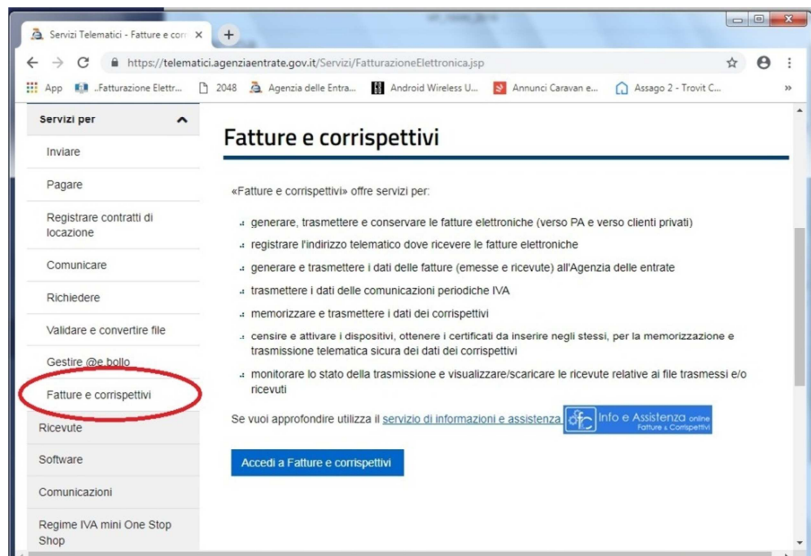 Servizi Telematici - Fatture e corr
https://telematici.agenziaentrate.gov.it/Servizi/FatturazioneElettronica.jsp
App ..Fatturazione Elettr... 2048 Agenzia delle Entra... Android Wireless U... Annunci Caravan e... Assago 2 - Trovit C... »
Servizi per
Inviare
Pagare
Registrare contratti di
locazione
Comunicare
Richiedere
Validare e convertire file
Gestire @e.bollo
Fatture e corrispettivi
Ricevute
Software
Comunicazioni
Regime IVA mini One Stop
Shop
Fatture e corrispettivi
«Fatture e corrispettivi» offre servizi per:
generare, trasmettere e conservare le fatture elettroniche (verso PA e verso clienti privati)
registrare l'indirizzo telematico dove ricevere le fatture elettroniche
generare e trasmettere i dati delle fatture (emesse e ricevute) all'Agenzia delle entrate
trasmettere i dati delle comunicazioni periodiche IVA
memorizzare e trasmettere i dati dei corrispettivi
censire e attivare i dispositivi, ottenere i certificati da inserire negli stessi, per la memorizzazione e
trasmissione telematica sicura dei dati dei corrispettivi
monitorare lo stato della trasmissione e visualizzare/scaricare le ricevute relative ai file trasmessi e/o
ricevuti
Se vuoi approfondire utilizza il servizio di informazioni e assistenza
Info e Assistenza online
Fatture e Corrispettivi
Accedi a Fatture e corrispettivi